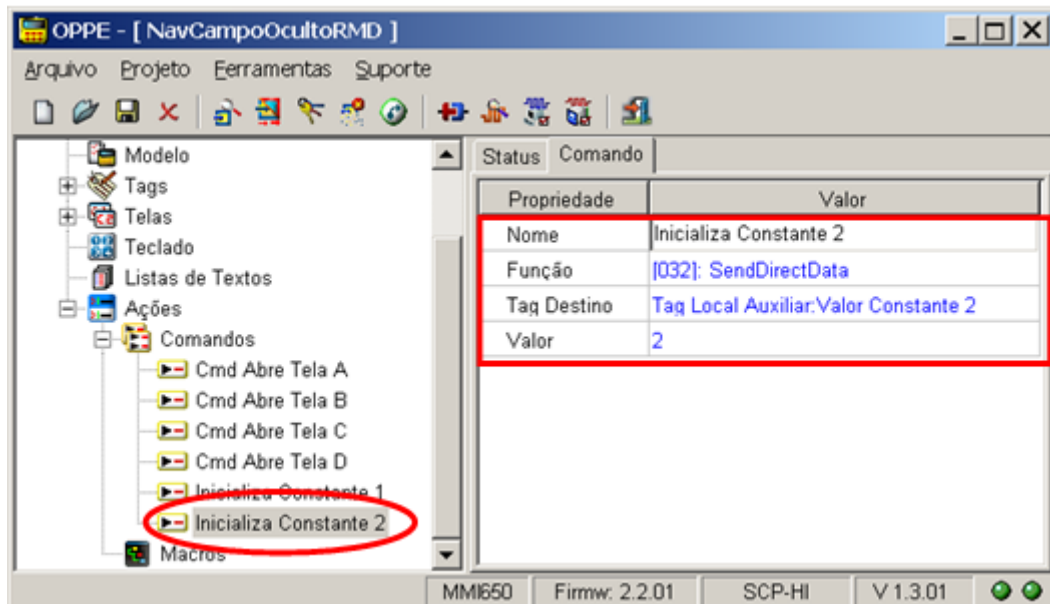 OPPE - [ NavCampoOcultoRMD ]
Arquivo Projeto Ferramentas Suporte
Modelo
Tags
Telas
Teclado
Listas de Textos
Ações
Comandos
Cmd Abre Tela A
Cmd Abre Tela B
Cmd Abre Tela C
Cmd Abre Tela D
Inicializa Constante 1
Inicializa Constante 2
Macros
Status Comando
Propriedade Valor
Nome Inicializa Constante 2
Função [032]: SendDirectData
Tag Destino Tag Local Auxiliar:Valor Constante 2
Valor 2
MMI650 Firmw: 2.2.01 SCP-HI V 1.3.01